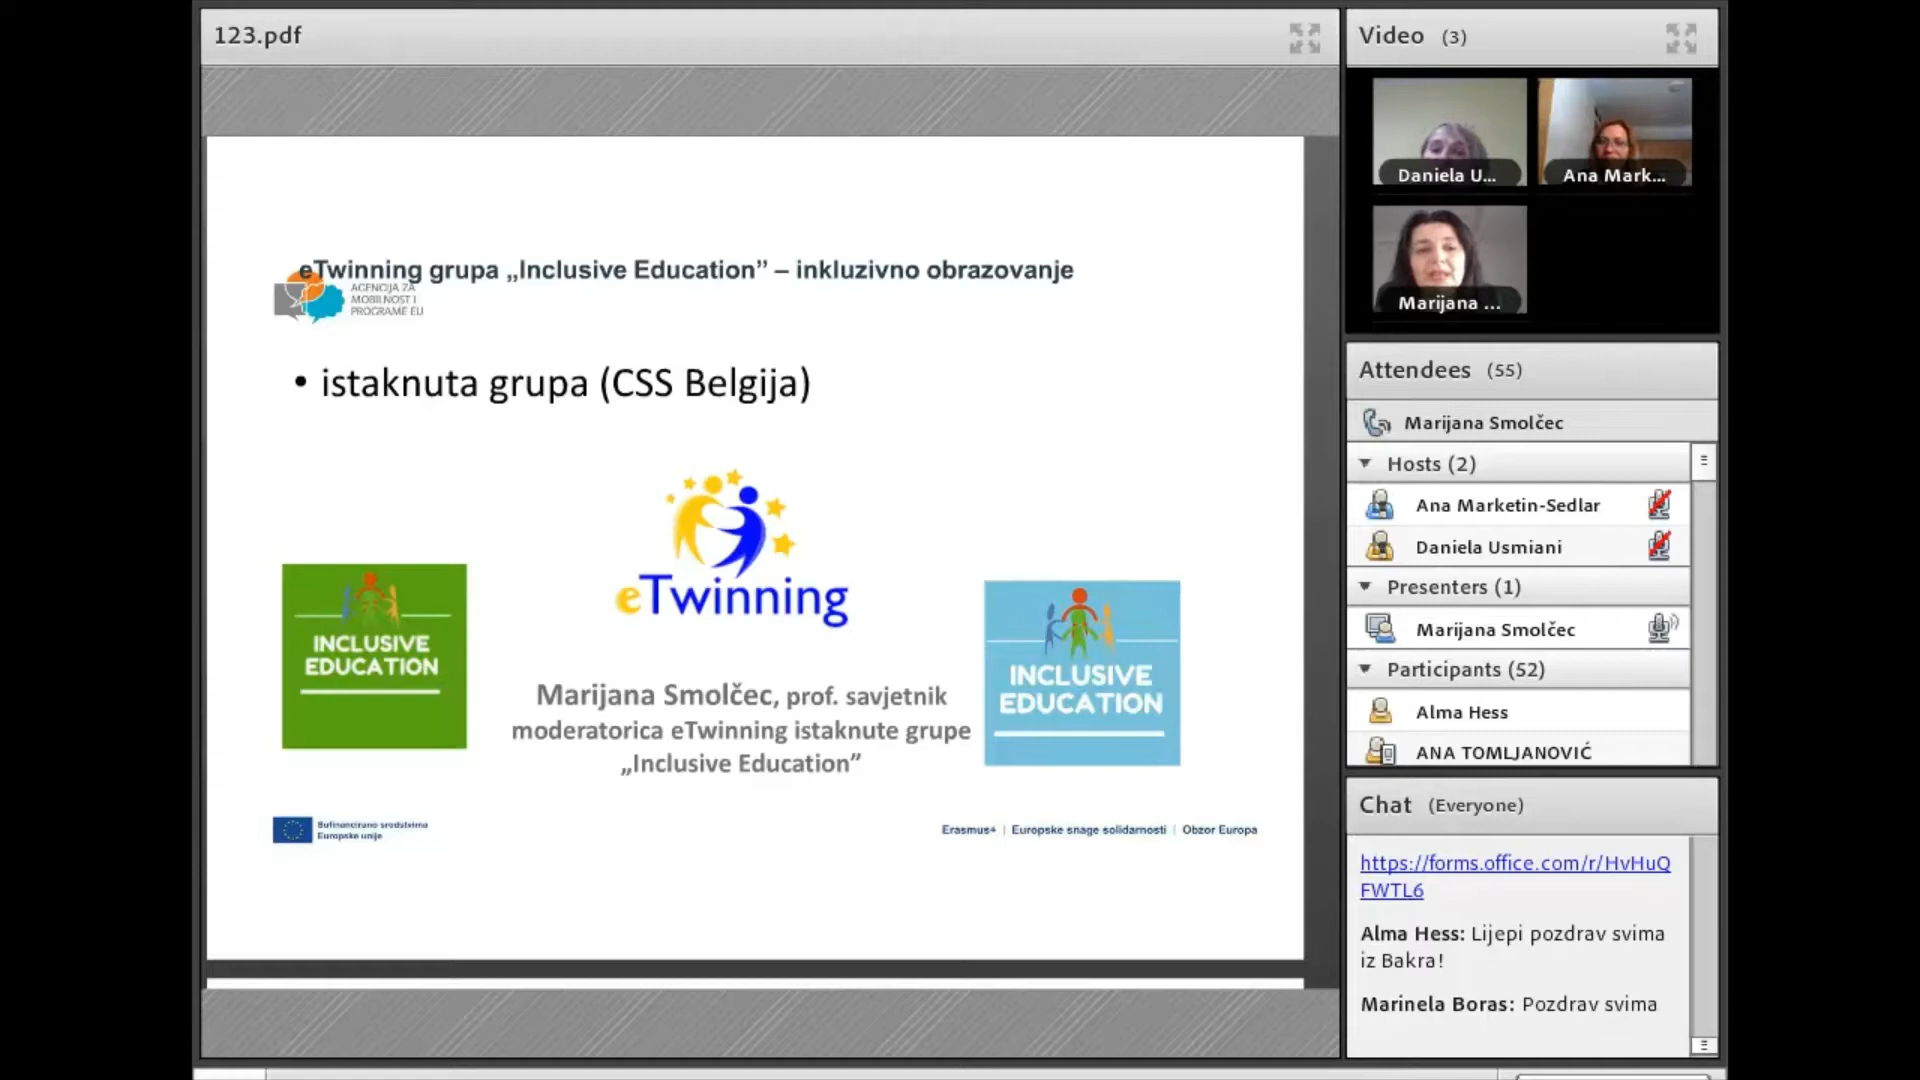 123.pdf
eTwinning grupa „Inclusive Education” – inkluzivno obrazovanje
AGENCIJA ZA
MOBILNOST I
PROGRAME EU
• istaknuta grupa (CSS Belgija)
eTwinning
INCLUSIVE
EDUCATION
INCLUSIVE
EDUCATION
Marijana Smolčec, prof. savjetnik
moderatorica eTwinning istaknute grupe
„Inclusive Education”
Sufinancirano sredstvima
Europske unije
Erasmus+ | Europske snage solidarnosti | Obzor Europa
Video (3)
Daniela U...
Ana Mark...
Marijana ...
Attendees (55)
Marijana Smolčec
Hosts (2)
Ana Marketin-Sedlar
Daniela Usmiani
Presenters (1)
Marijana Smolčec
Participants (52)
Alma Hess
ANA TOMLJANOVIĆ
Chat (Everyone)
https://forms.office.com/r/HvHuQ
FWTL6
Alma Hess: Lijepi pozdrav svima
iz Bakra!
Marinela Boras: Pozdrav svima